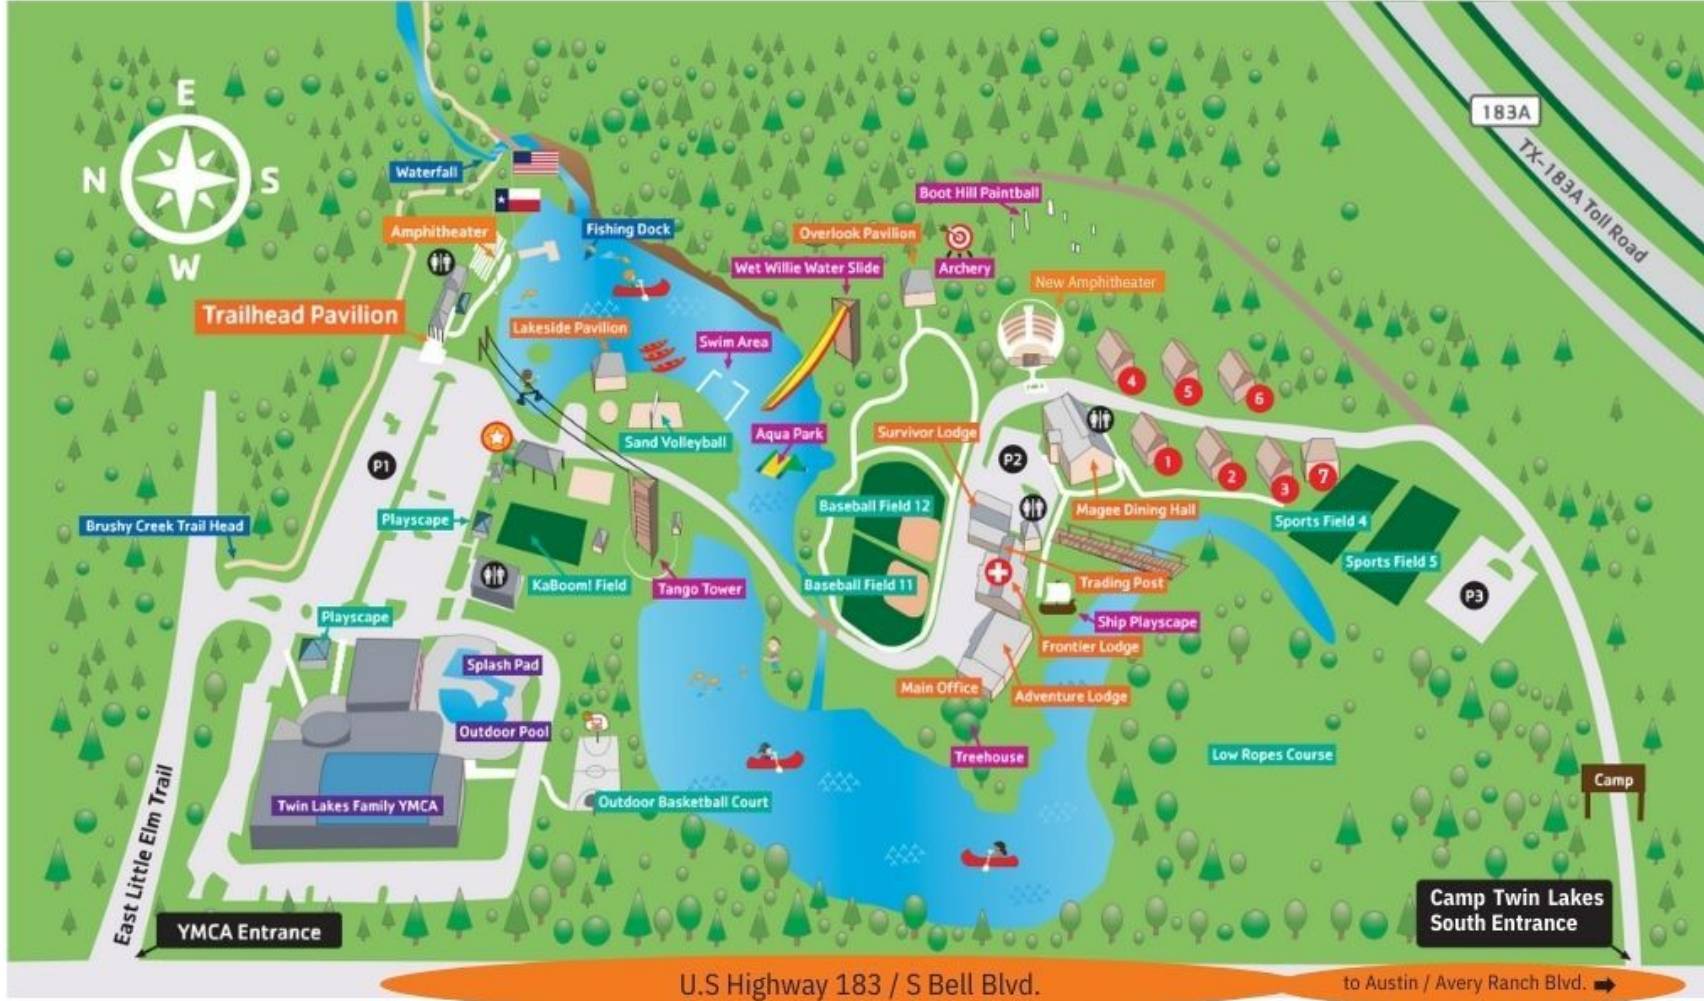 E
N
S
W
183A
TX-183A Toll Road
Waterfall
Boot Hill Paintball
Amphitheater
Fishing Dock
Overlook Pavilion
Wet Willie Water Slide
Archery
New Amphitheater
Trailhead Pavilion
Lakeside Pavilion
Swim Area
4
5
6
Sand Volleyball
Aqua Park
Survivor Lodge
P1
P2
1
2
3
7
Baseball Field 12
Magee Dining Hall
Sports Field 4
Brushy Creek Trail Head
Playscape
Sports Field 5
KaBoom! Field
Tango Tower
Baseball Field 11
Trading Post
P3
Playscape
Ship Playscape
Frontier Lodge
Splash Pad
Main Office
Adventure Lodge
Outdoor Pool
Treehouse
Low Ropes Course
Camp
Twin Lakes Family YMCA
Outdoor Basketball Court
East Little Elm Trail
YMCA Entrance
Camp Twin Lakes
South Entrance
U.S Highway 183 / S Bell Blvd.
to Austin / Avery Ranch Blvd.